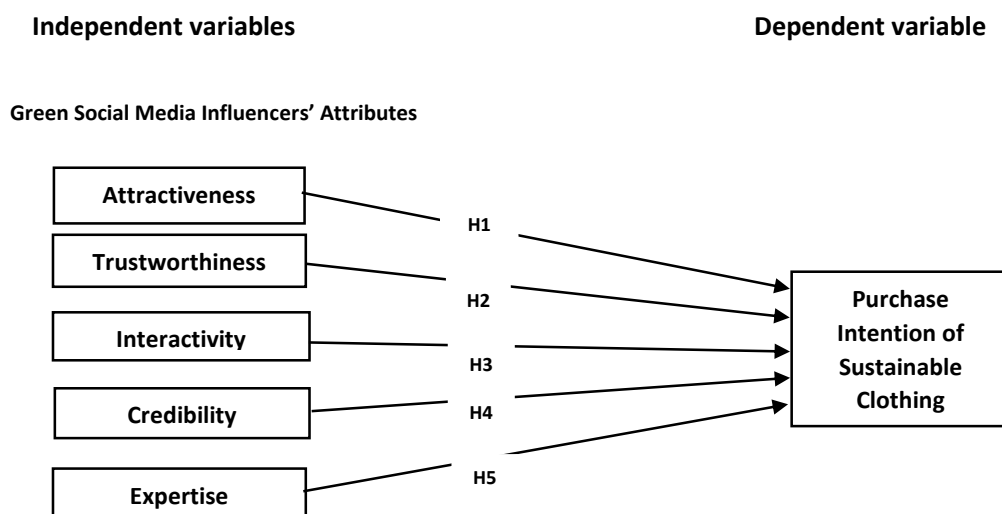 Independent variables
Dependent variable
Green Social Media Influencers’ Attributes
Attractiveness
H1
Trustworthiness
H2
Interactivity
H3
Credibility
H4
Expertise
H5
Purchase
Intention of
Sustainable
Clothing